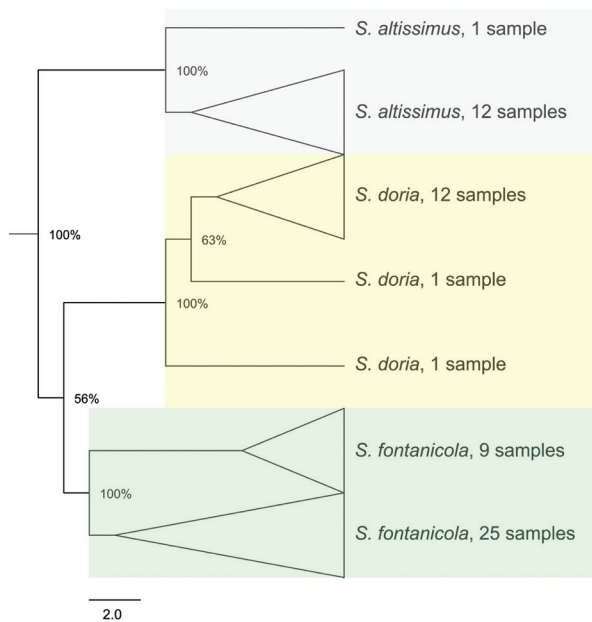 S. altissimus, 1 sample
100%
S. altissimus, 12 samples
S. doria, 12 samples
100%
63%
S. doria, 1 sample
100%
S. doria, 1 sample
56%
S. fontanicola, 9 samples
100%
S. fontanicola, 25 samples
2.0